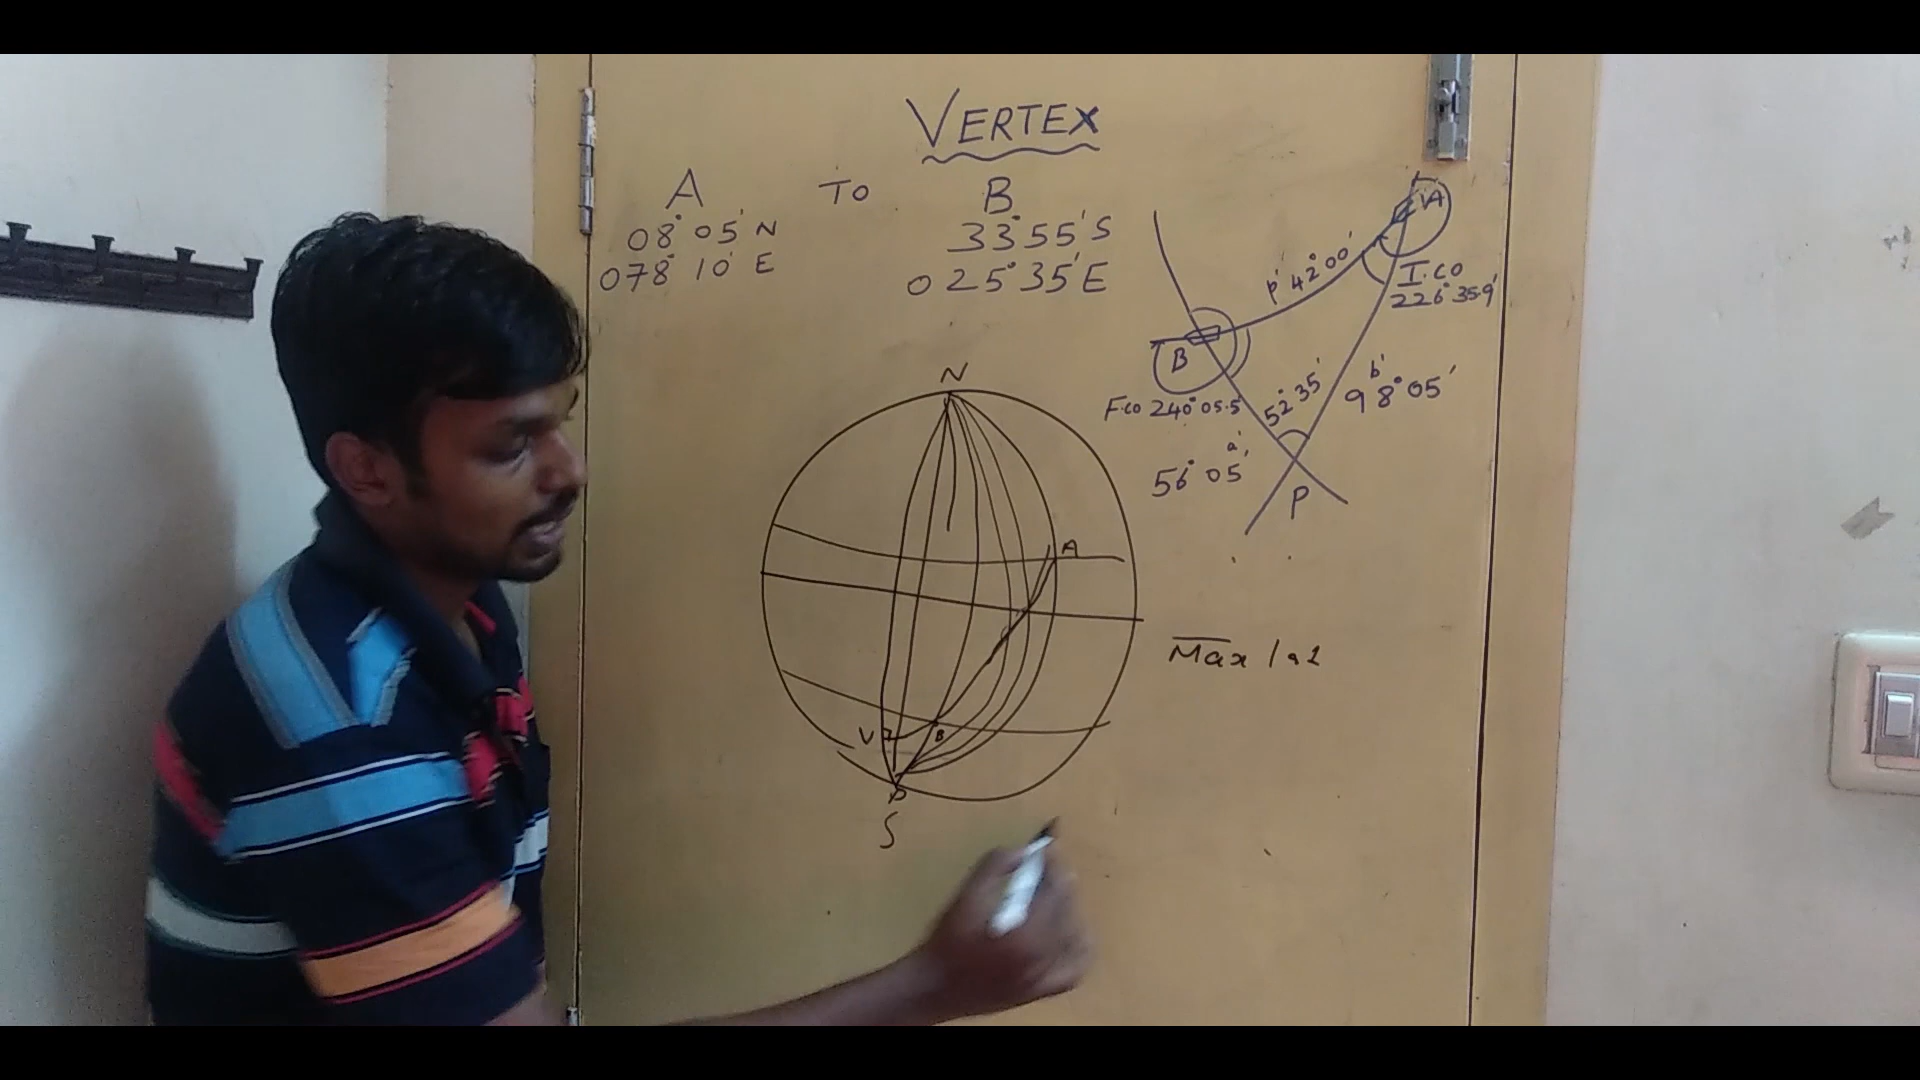 VERTEX
A TO B
08° 05' N 33° 55' S
078° 10' E 025° 35' E
A
p' 42° 00'
I.co
226° 35.9'
B
F.co 240° 05.5
52° 35'
b'
98° 05'
a'
56° 05'
P
N
A
Max lat
V
B
P
S